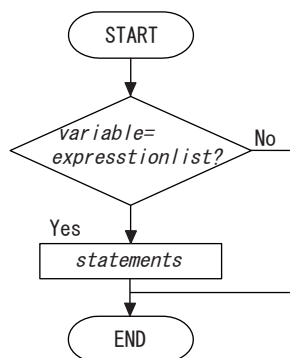 START
variable=
expresstionlist?
No
Yes
statements
END